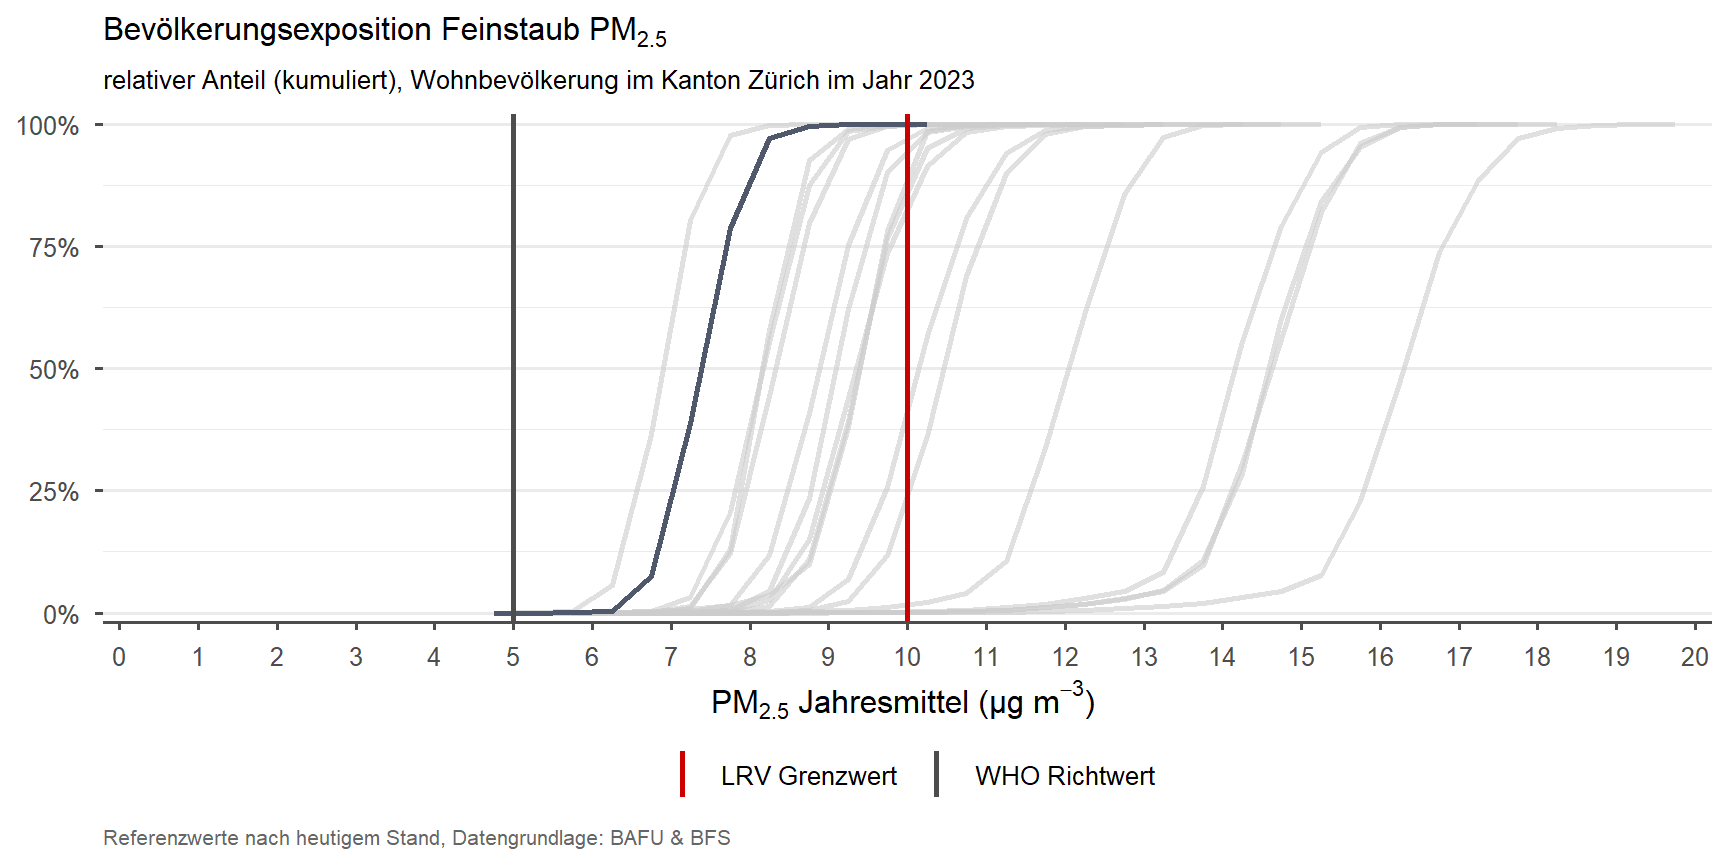 Bevölkerungsexposition Feinstaub PM2.5
relativer Anteil (kumuliert), Wohnbevölkerung im Kanton Zürich im Jahr 2023
100%
75%
50%
25%
0%
0 1 2 3 4 5 6 7 8 9 10 11 12 13 14 15 16 17 18 19 20
PM2.5 Jahresmittel (µg m−3)
LRV Grenzwert WHO Richtwert
Referenzwerte nach heutigem Stand, Datengrundlage: BAFU & BFS